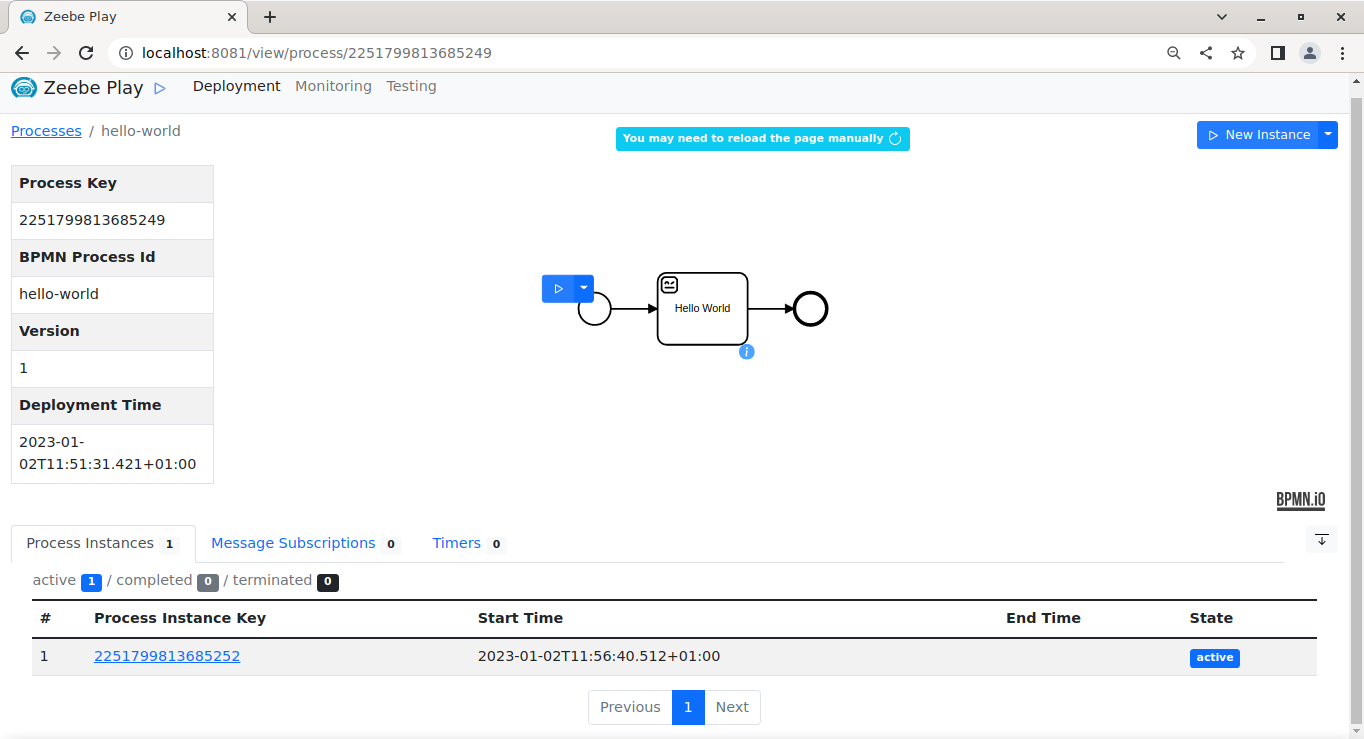 Zeebe Play
localhost:8081/view/process/2251799813685249
Zeebe Play Deployment Monitoring Testing
Processes / hello-world
You may need to reload the page manually
New Instance
Process Key
2251799813685249
BPMN Process Id
hello-world
Version
1
Deployment Time
2023-01-
02T11:51:31.421+01:00
Hello World
i
BPMN.iO
Process Instances 1 Message Subscriptions 0 Timers 0
active 1 / completed 0 / terminated 0
# Process Instance Key Start Time End Time State
1 2251799813685252 2023-01-02T11:56:40.512+01:00 active
Previous 1 Next